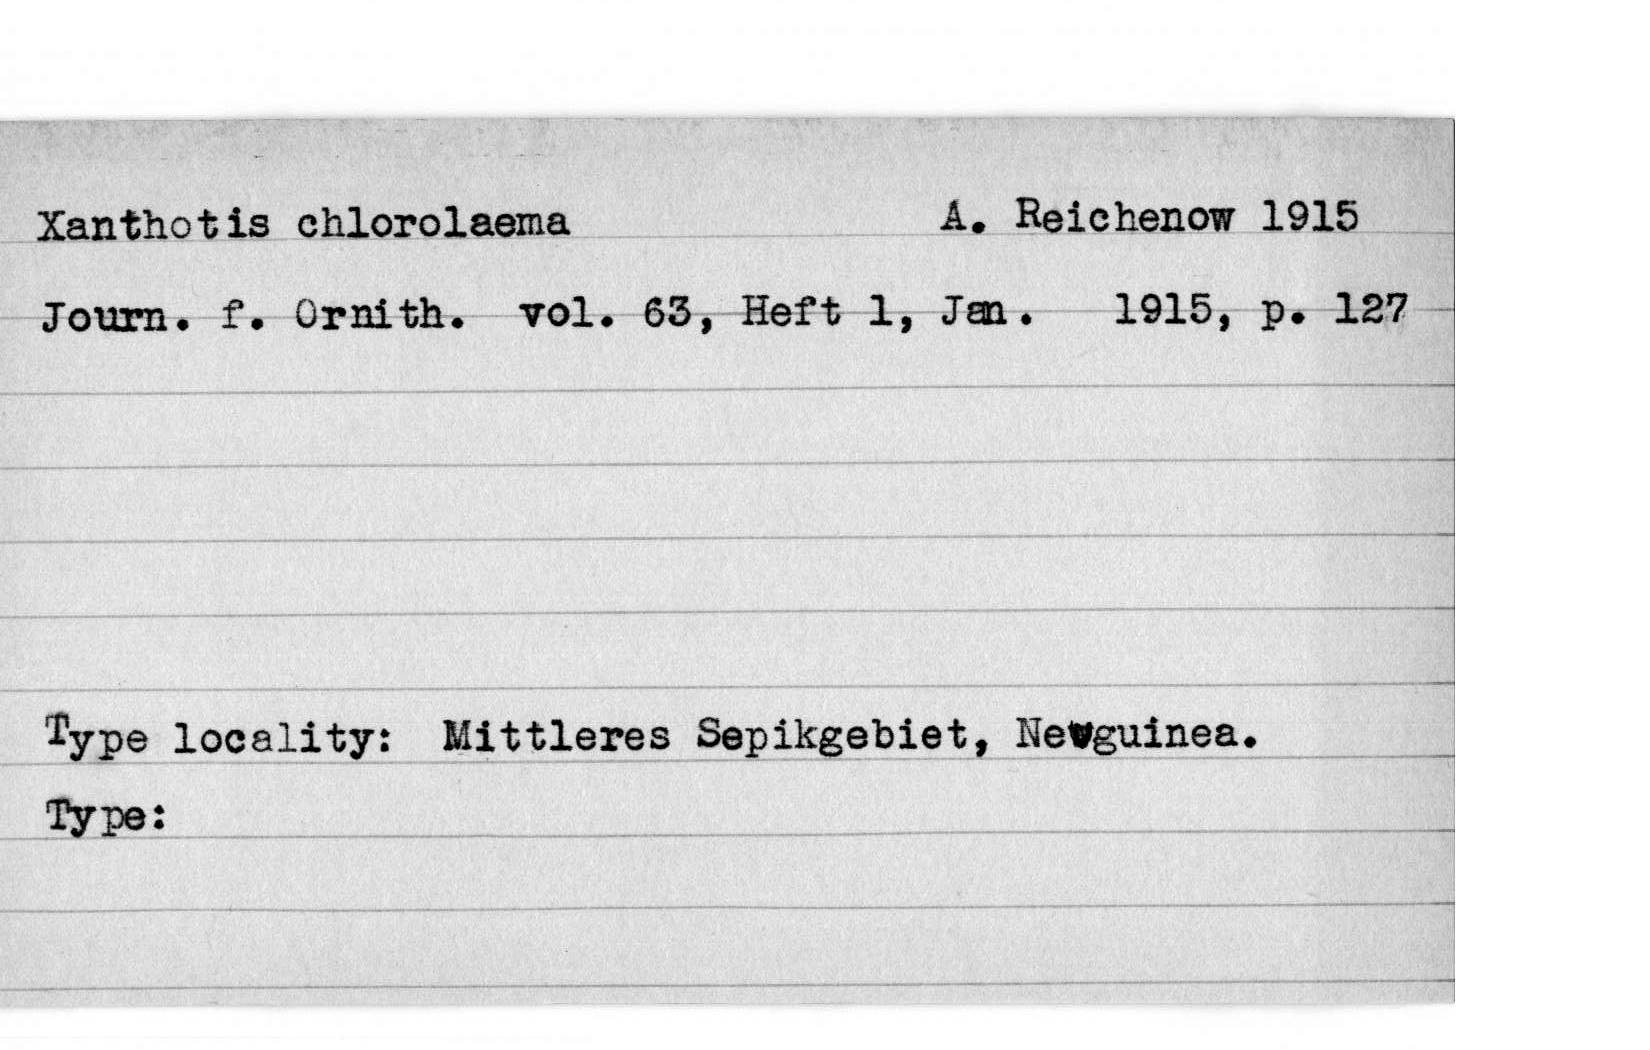 Xanthotis chlorolaema A. Reichenow 1915
Journ. f. Ornith. vol. 63, Heft 1, Jan. 1915, p. 127
Type locality: Mittleres Sepikgebiet, Newguinea.
Type: